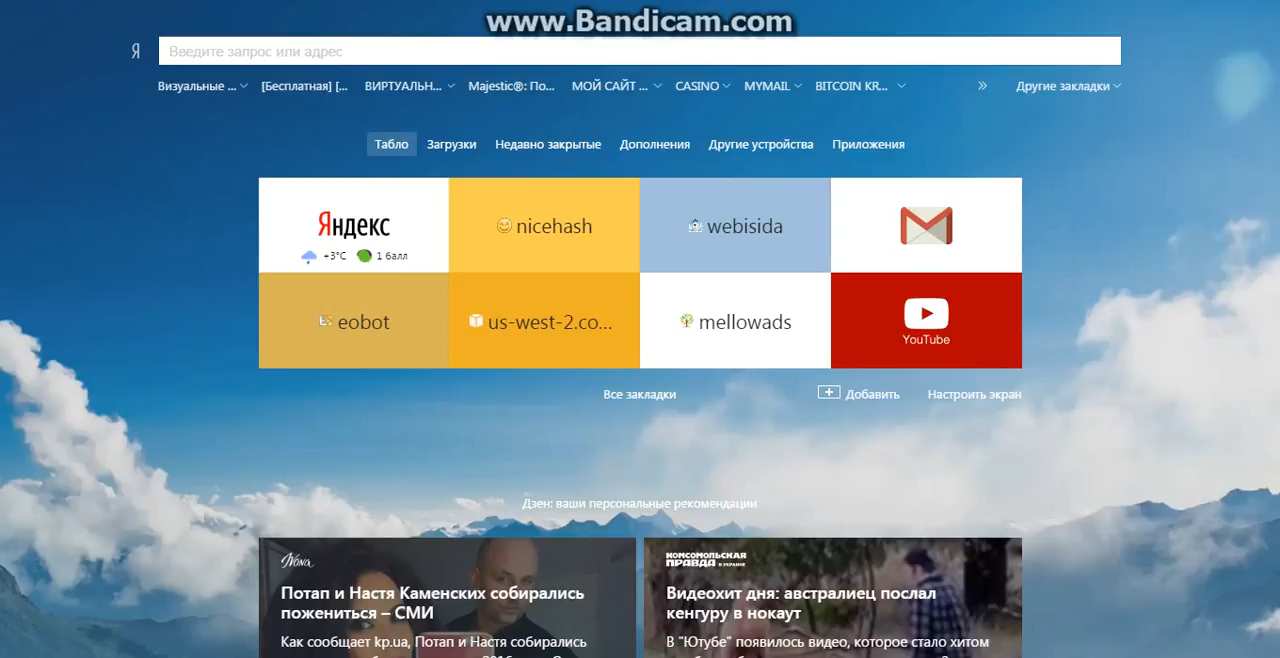 www.Bandicam.com
Я Введите запрос или адрес
Визуальные ... [Бесплатная] [... ВИРТУАЛЬН... Majestic®: По... МОЙ САЙТ ... CASINO MYMAIL BITCOIN KR... » Другие закладки
Табло Загрузки Недавно закрытые Дополнения Другие устройства Приложения
Яндекс nicehash webisida
+3°C 1 балл
eobot us-west-2.co... mellowads YouTube
Все закладки Добавить Настроить экран
Дзен: ваши персональные рекомендации
Ivona
Потап и Настя Каменских собирались
пожениться – СМИ
Как сообщает kp.ua, Потап и Настя собирались
КОМСОМОЛЬСКАЯ
ПРАВДА В УКРАИНЕ
Видеохит дня: австралиец послал
кенгуру в нокаут
В "Ютубе" появилось видео, которое стало хитом